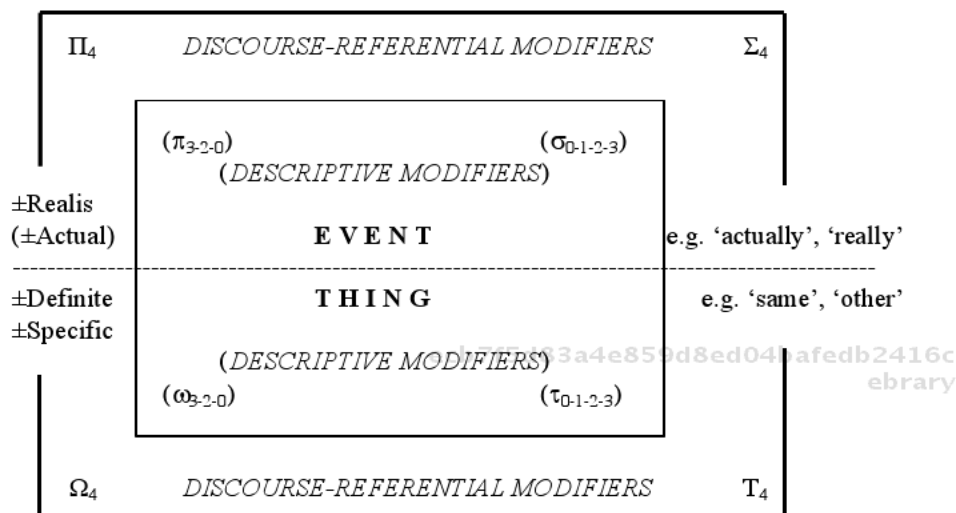 Π₄ DISCOURSE-REFERENTIAL MODIFIERS Σ₄
(π₃₋₂₋₀) (σ₀₋₁₋₂₋₃)
(DESCRIPTIVE MODIFIERS)
±Realis
(±Actual) E V E N T e.g. ‘actually’, ‘really’
±Definite T H I N G e.g. ‘same’, ‘other’
±Specific
(DESCRIPTIVE MODIFIERS)
ebrary
(ω₃₋₂₋₀) (τ₀₋₁₋₂₋₃)
Ω₄ DISCOURSE-REFERENTIAL MODIFIERS T₄